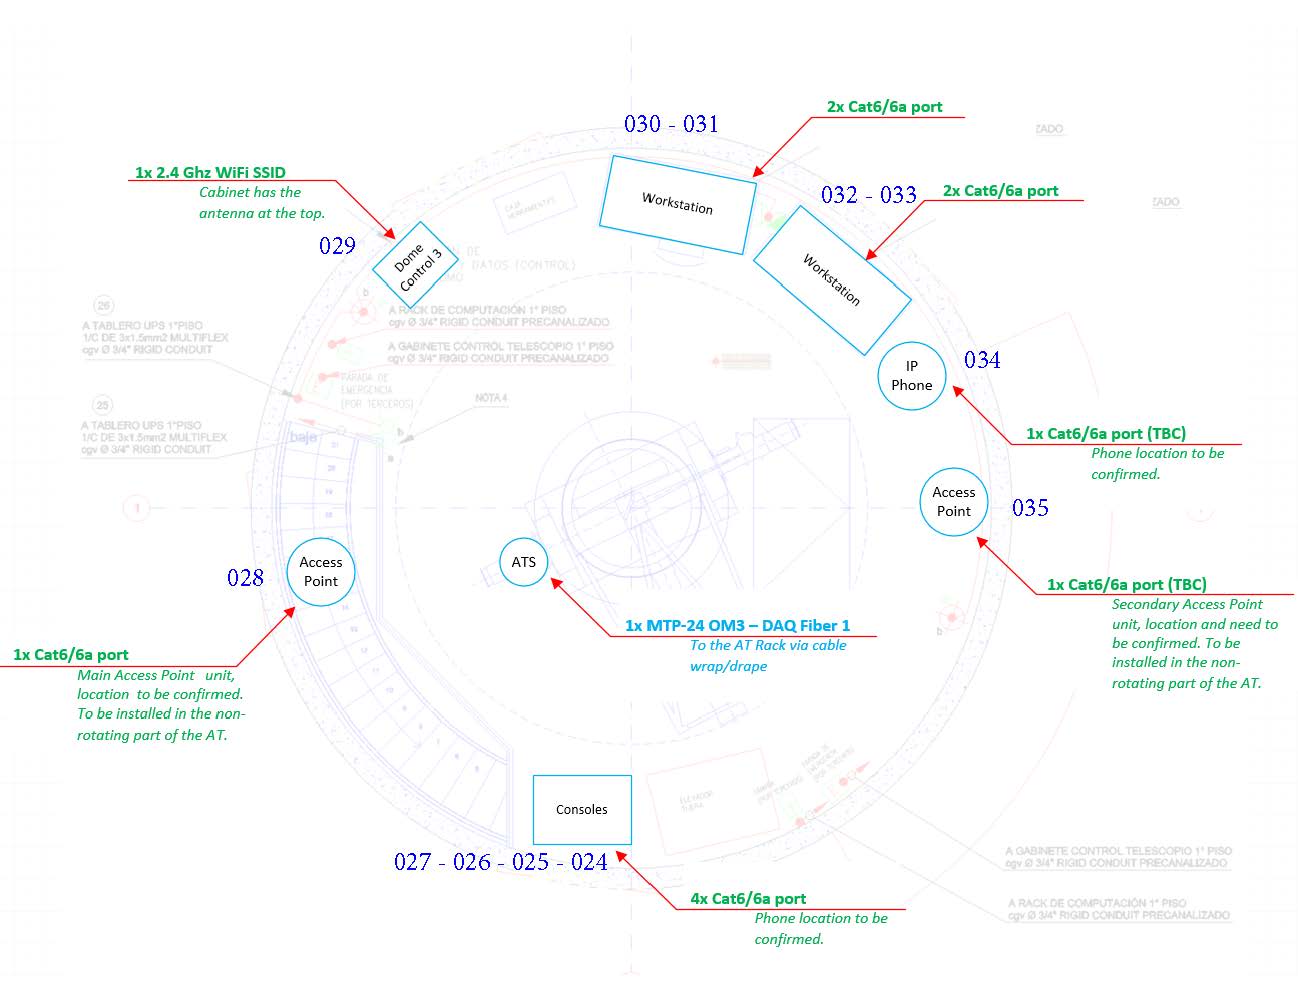 030 - 031
2x Cat6/6a port
ZADO
1x 2.4 Ghz WiFi SSID
Cabinet has the
antenna at the top.
Workstation
032 - 033
2x Cat6/6a port
ZADO
029
Dome
Control 3
DE
DATOS (CONTROL)
Workstation
b
26
A TABLERO UPS 1°PISO
1/C DE 3x1.5mm2 MULTIFLEX
cgv Ø 3/4" RIGID CONDUIT
A RACK DE COMPUTACIÓN 1° PISO
cgv Ø 3/4" RIGID CONDUIT PRECANALIZADO
A GABINETE CONTROL TELESCOPIO 1° PISO
cgv Ø 3/4" RIGID CONDUIT PRECANALIZADO
PARADA DE
EMERGENCIA
(POR TERCEROS)
IP
Phone
034
NOTA 4
25
A TABLERO UPS 1°PISO
1/C DE 3x1.5mm2 MULTIFLEX
cgv Ø 3/4" RIGID CONDUIT
baja
b
a
1x Cat6/6a port (TBC)
Phone location to be
confirmed.
1
Access
Point
035
028
Access
Point
ATS
1x Cat6/6a port (TBC)
Secondary Access Point
unit, location and need to
be confirmed. To be
installed in the non-
rotating part of the AT.
b
1x MTP-24 OM3 – DAQ Fiber 1
To the AT Rack via cable
wrap/drape
1x Cat6/6a port
Main Access Point unit,
location to be confirmed.
To be installed in the non-
rotating part of the AT.
Consoles
ELEVADOR
027 - 026 - 025 - 024
A GABINETE CONTROL TELESCOPIO 1° PISO
cgv Ø 3/4" RIGID CONDUIT PRECANALIZADO
4x Cat6/6a port
Phone location to be
confirmed.
A RACK DE COMPUTACIÓN 1° PISO
cgv Ø 3/4" RIGID CONDUIT PRECANALIZADO